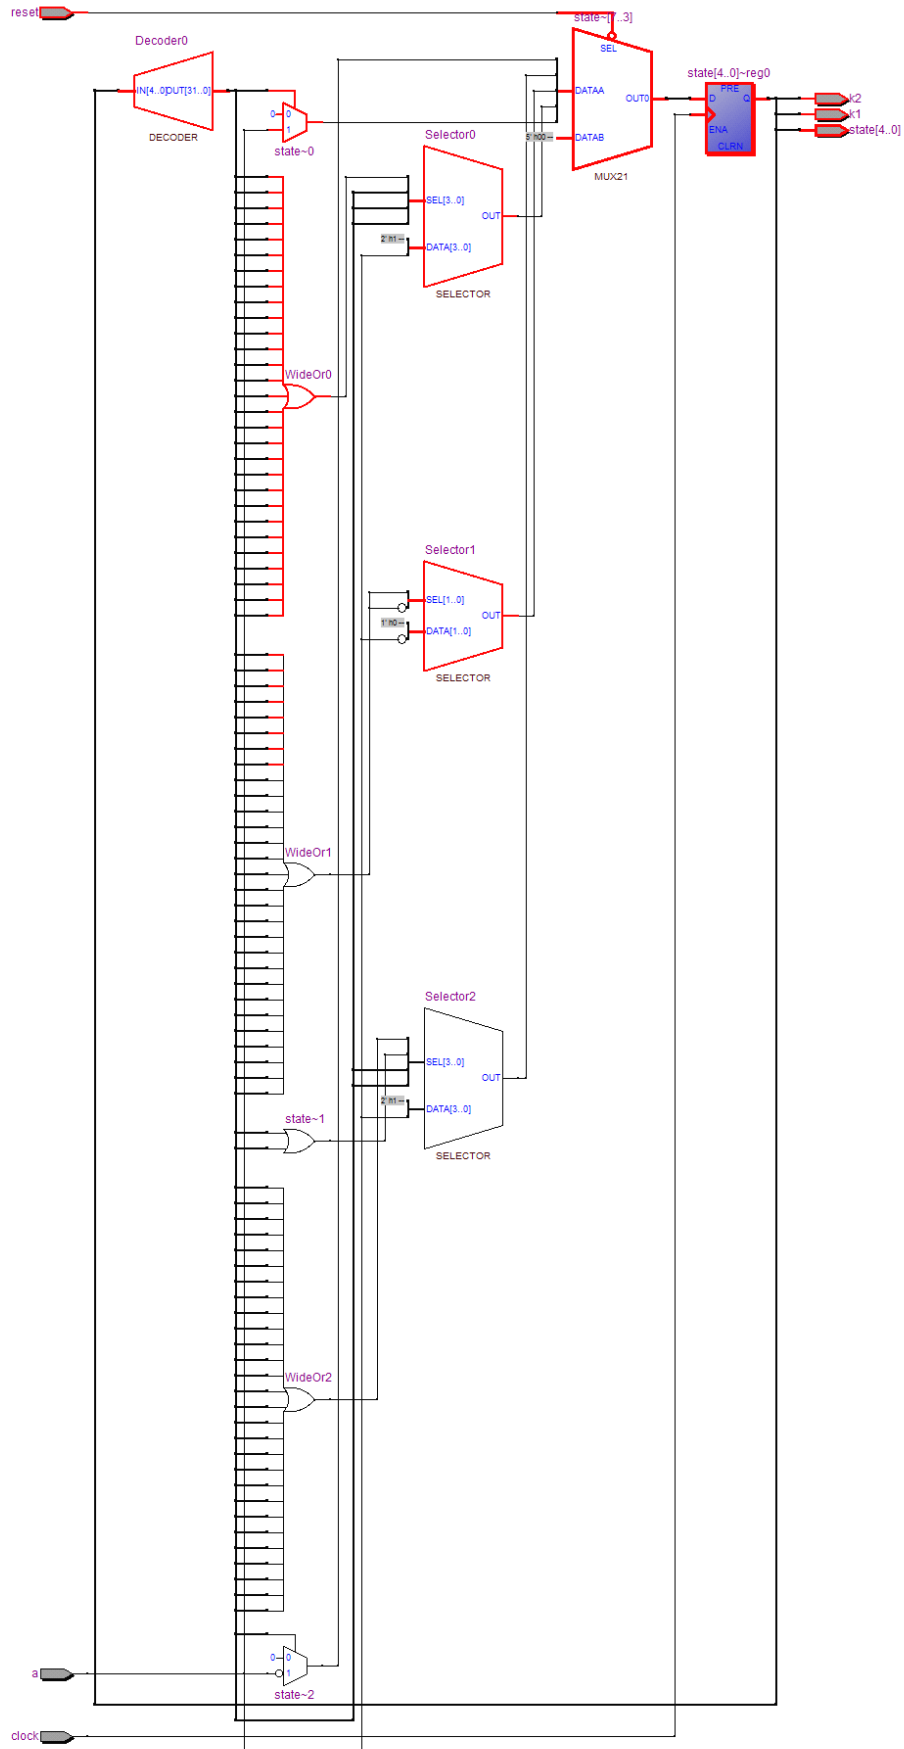 reset
state~[7..3]
SEL
Decoder0
state[4..0]~reg0
PRE
IN[4..0]
OUT[31..0]
DATAA
OUT0
D
Q
k2
0
0
k1
ENA
state[4..0]
1
DECODER
Selector0
5' h00 --
DATAB
CLRN
state~0
MUX21
SEL[3..0]
OUT
2' h1 --
DATA[3..0]
SELECTOR
WideOr0
Selector1
SEL[1..0]
OUT
1' h0 --
DATA[1..0]
SELECTOR
WideOr1
Selector2
SEL[3..0]
OUT
2' h1 --
DATA[3..0]
state~1
SELECTOR
WideOr2
0
0
a
1
state~2
clock